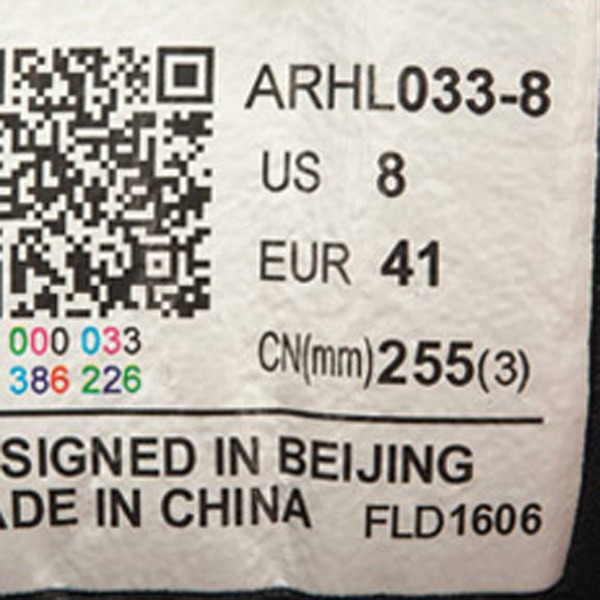 ARHL033-8
US 8
EUR 41
CN(mm)255(3)
000 033
386 226
SIGNED IN BEIJING
ADE IN CHINA FLD1606